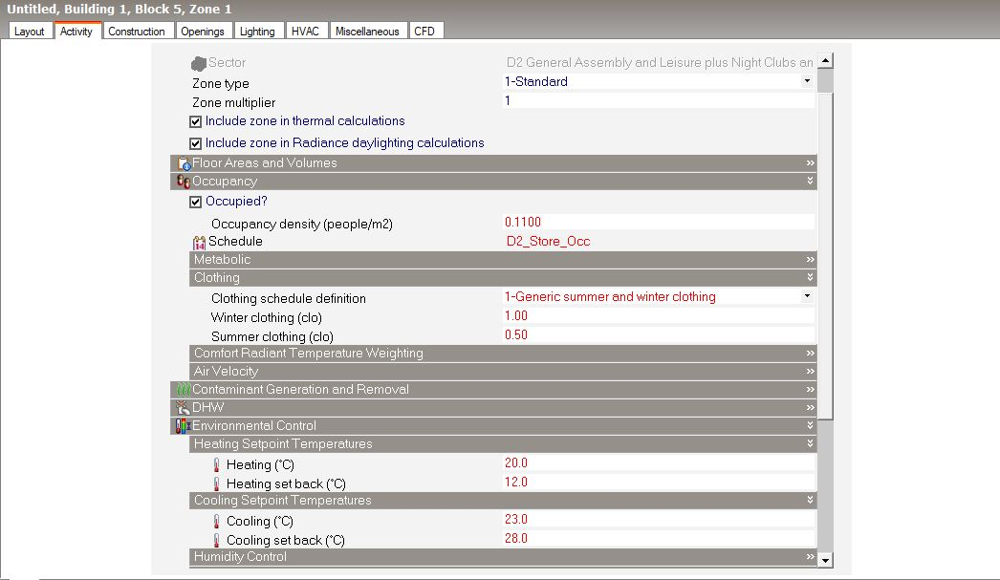 Untitled, Building 1, Block 5, Zone 1
Layout Activity Construction Openings Lighting HVAC Miscellaneous CFD
Sector D2 General Assembly and Leisure plus Night Clubs an
Zone type 1-Standard
Zone multiplier 1
Include zone in thermal calculations
Include zone in Radiance daylighting calculations
Floor Areas and Volumes »
Occupancy
Occupied?
Occupancy density (people/m2) 0.1100
14 Schedule D2_Store_Occ
Metabolic »
Clothing
Clothing schedule definition 1-Generic summer and winter clothing
Winter clothing (clo) 1.00
Summer clothing (clo) 0.50
Comfort Radiant Temperature Weighting »
Air Velocity »
Contaminant Generation and Removal »
DHW »
Environmental Control
Heating Setpoint Temperatures
Heating (°C) 20.0
Heating set back (°C) 12.0
Cooling Setpoint Temperatures
Cooling (°C) 23.0
Cooling set back (°C) 28.0
Humidity Control »